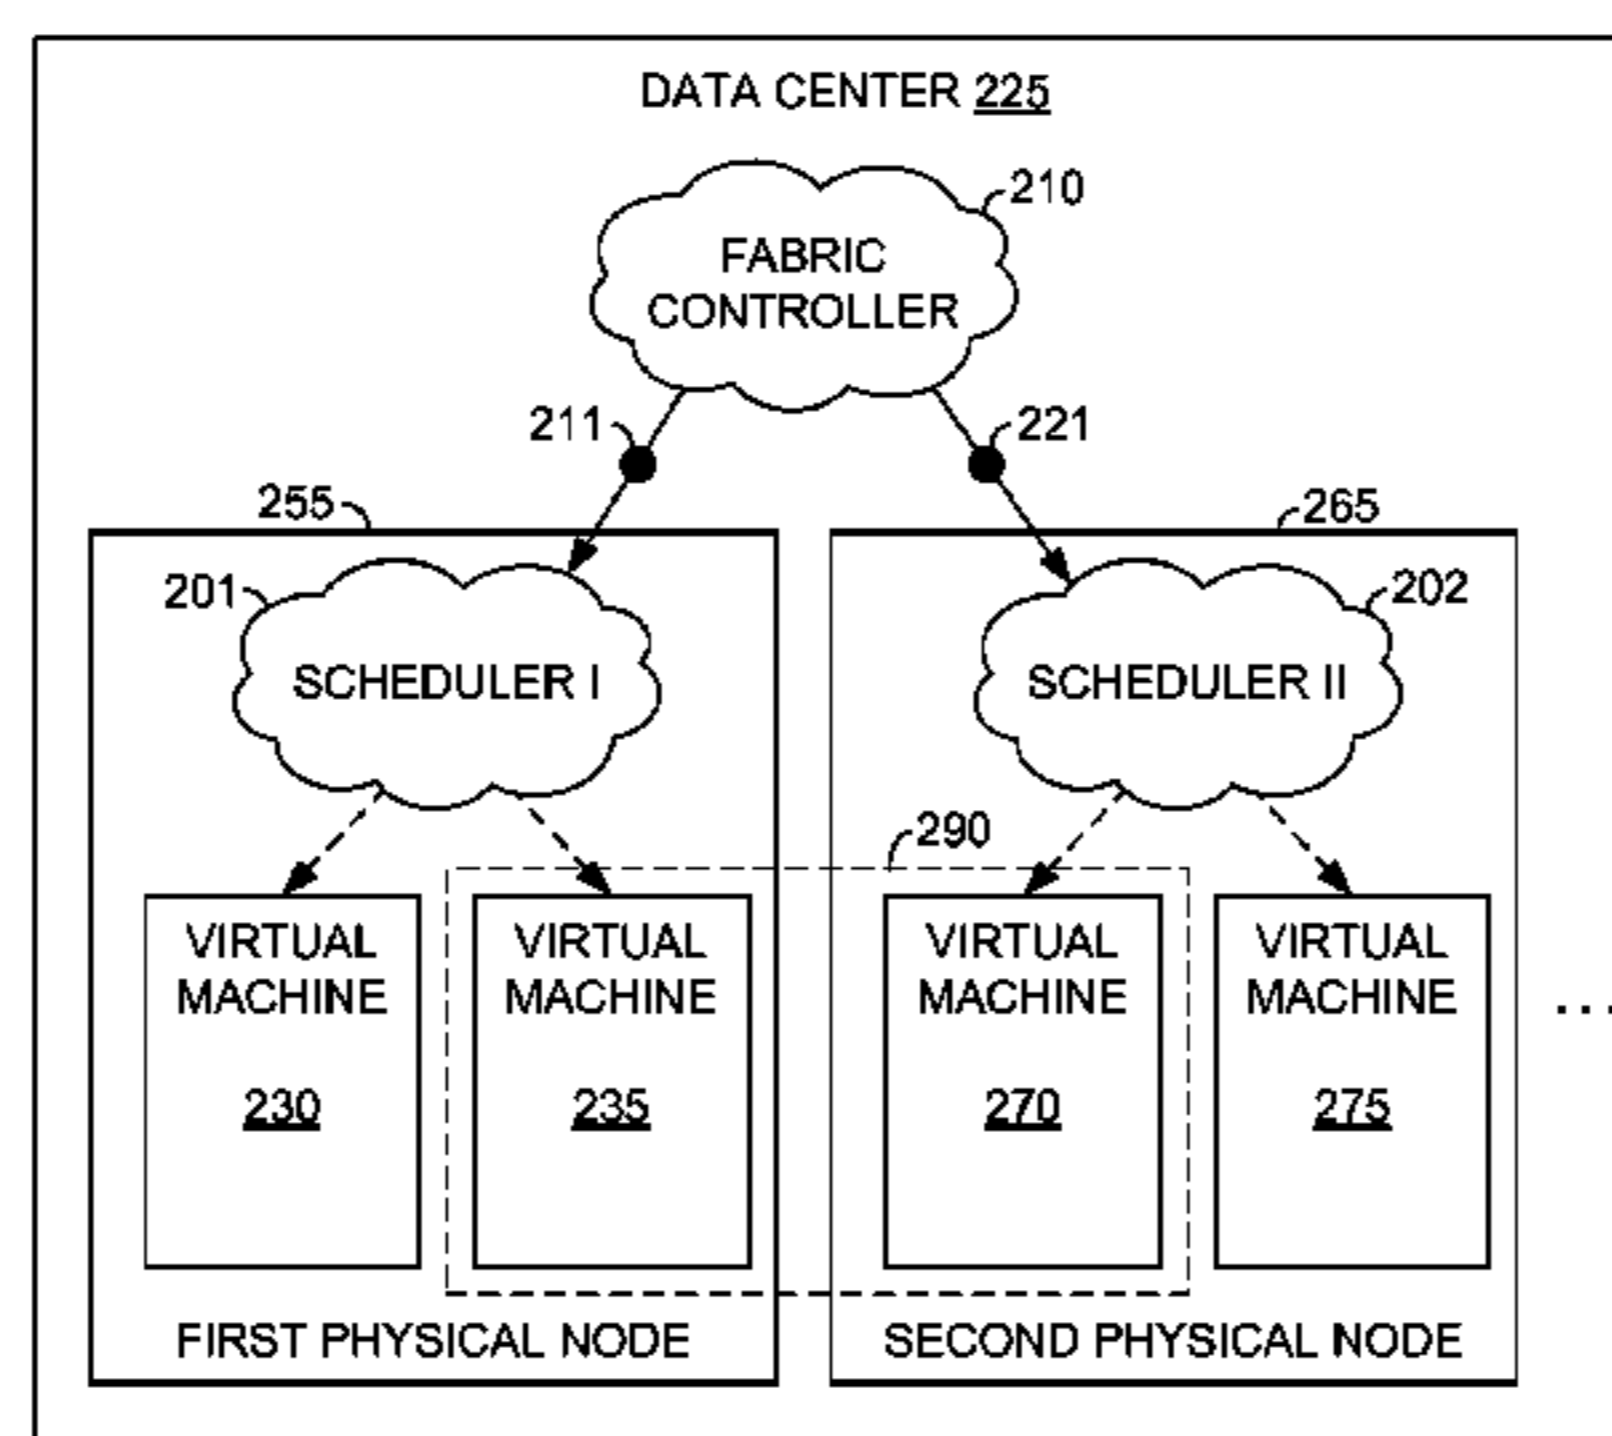 DATA CENTER 225
210
FABRIC
CONTROLLER
211
221
255
265
201
202
SCHEDULER I
SCHEDULER II
290
VIRTUAL
MACHINE
230
VIRTUAL
MACHINE
235
VIRTUAL
MACHINE
270
VIRTUAL
MACHINE
275
...
FIRST PHYSICAL NODE
SECOND PHYSICAL NODE